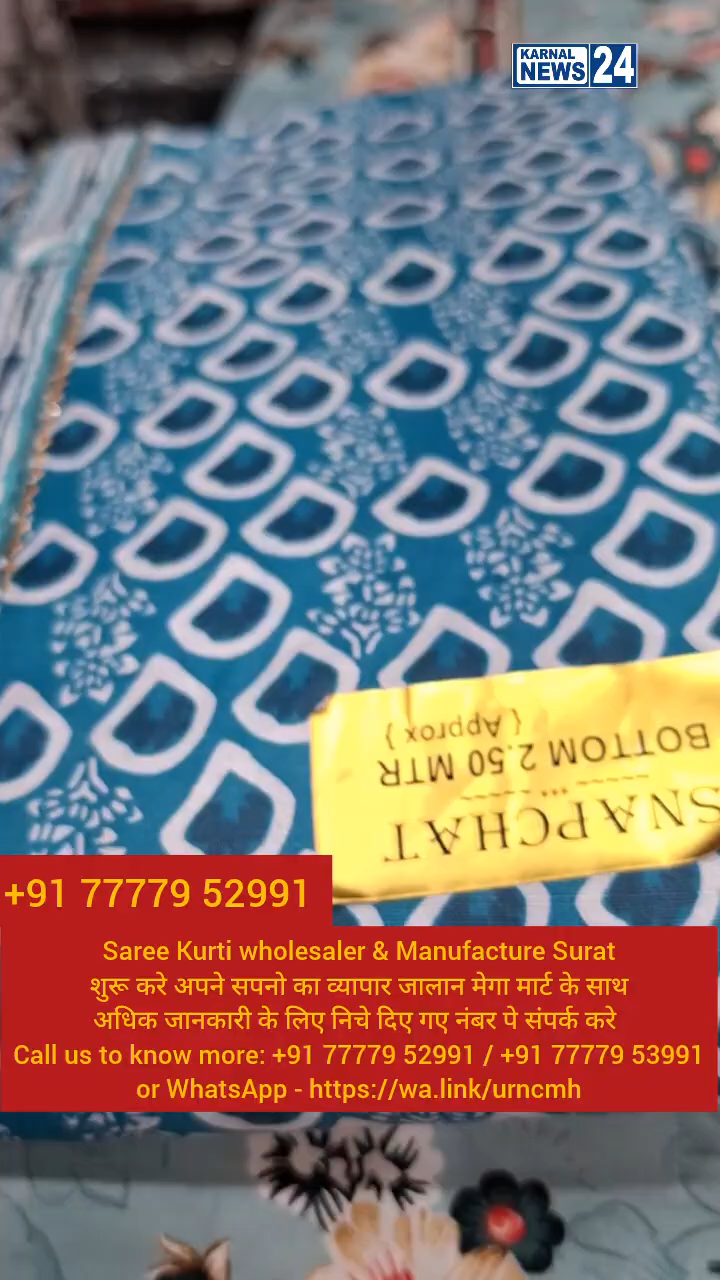 KARNAL
NEWS 24
SNAPCHAT
BOTTOM 2.50 MTR
{ Approx }
+91 77779 52991
Saree Kurti wholesaler & Manufacture Surat
शुरू करे अपने सपनो का व्यापार जालान मेगा मार्ट के साथ
अधिक जानकारी के लिए निचे दिए गए नंबर पे संपर्क करे
Call us to know more: +91 77779 52991 / +91 77779 53991
or WhatsApp - https://wa.link/urncmh